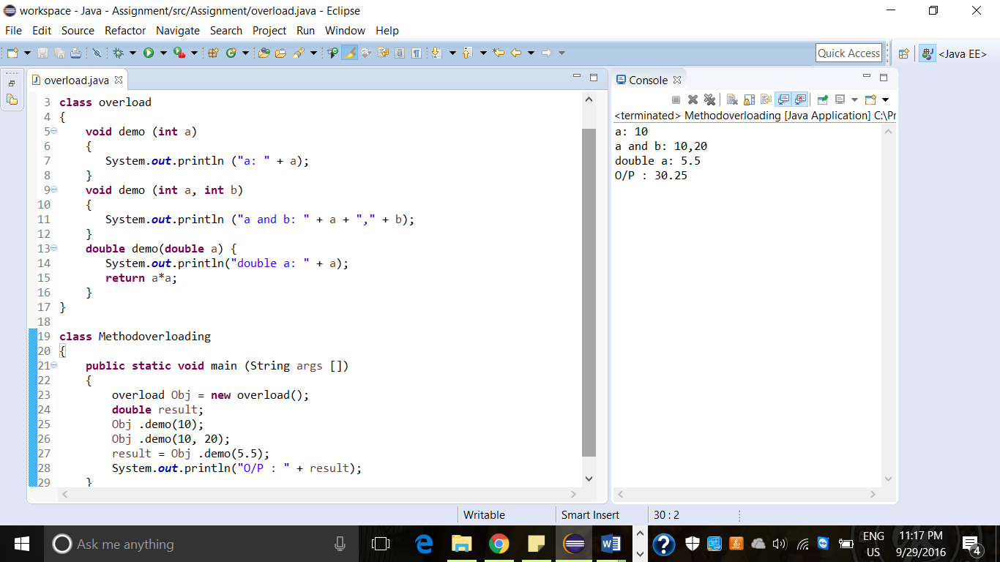 workspace - Java - Assignment/src/Assignment/overload.java - Eclipse
File Edit Source Refactor Navigate Search Project Run Window Help
Quick Access
<Java EE>
overload.java
3 class overload
4 {
5 void demo (int a)
6 {
7 System.out.println ("a: " + a);
8 }
9 void demo (int a, int b)
10 {
11 System.out.println ("a and b: " + a + "," + b);
12 }
13 double demo(double a) {
14 System.out.println("double a: " + a);
15 return a*a;
16 }
17 }
18
19 class Methodoverloading
20 {
21 public static void main (String args [])
22 {
23 overload Obj = new overload();
24 double result;
25 Obj .demo(10);
26 Obj .demo(10, 20);
27 result = Obj .demo(5.5);
28 System.out.println("O/P : " + result);
29 }
Console
<terminated> Methodoverloading [Java Application] C:\Pr
a: 10
a and b: 10,20
double a: 5.5
O/P : 30.25
Writable Smart Insert 30 : 2
Ask me anything
ENG
US
11:17 PM
9/29/2016
4